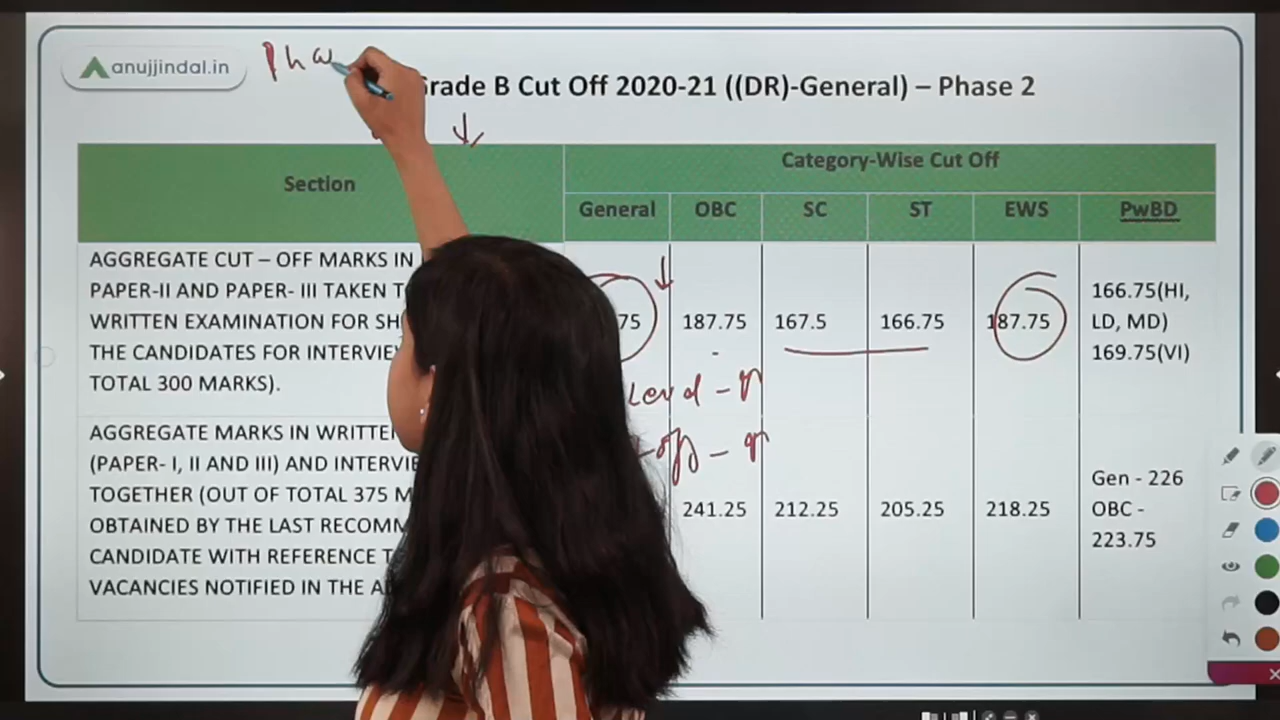 anujjindal.in
Pha
Grade B Cut Off 2020-21 ((DR)-General) – Phase 2
Section
Category-Wise Cut Off
General OBC SC ST EWS PwBD
AGGREGATE CUT – OFF MARKS IN
PAPER-II AND PAPER- III TAKEN
WRITTEN EXAMINATION FOR
THE CANDIDATES FOR
TOTAL 300 MARKS).
75 187.75 167.5 166.75 187.75
166.75(HI,
LD, MD)
169.75(VI)
Level -
-off -
AGGREGATE MARKS IN WRITTEN
(PAPER- I, II AND III) AND
TOGETHER (OUT OF TOTAL 375
OBTAINED BY THE LAST
CANDIDATE WITH REFERENCE
VACANCIES NOTIFIED IN THE
241.25 212.25 205.25 218.25
Gen - 226
OBC -
223.75